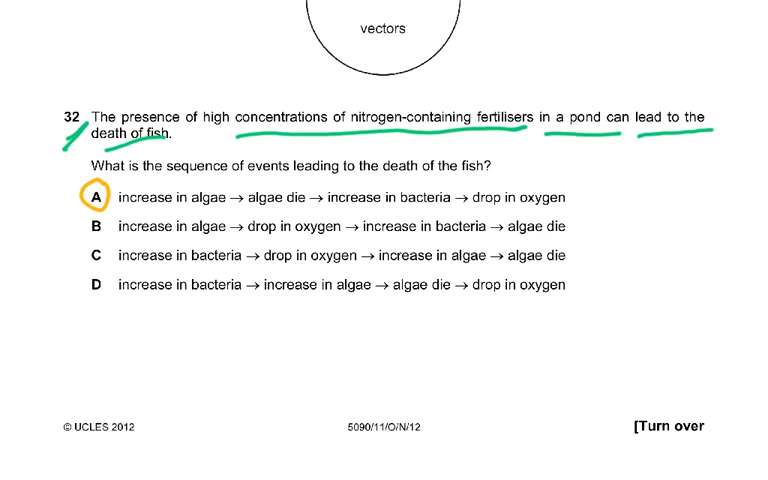 vectors
32 The presence of high concentrations of nitrogen-containing fertilisers in a pond can lead to the
death of fish.
What is the sequence of events leading to the death of the fish?
A increase in algae → algae die → increase in bacteria → drop in oxygen
B increase in algae → drop in oxygen → increase in bacteria → algae die
C increase in bacteria → drop in oxygen → increase in algae → algae die
D increase in bacteria → increase in algae → algae die → drop in oxygen
© UCLES 2012 5090/11/O/N/12 [Turn over